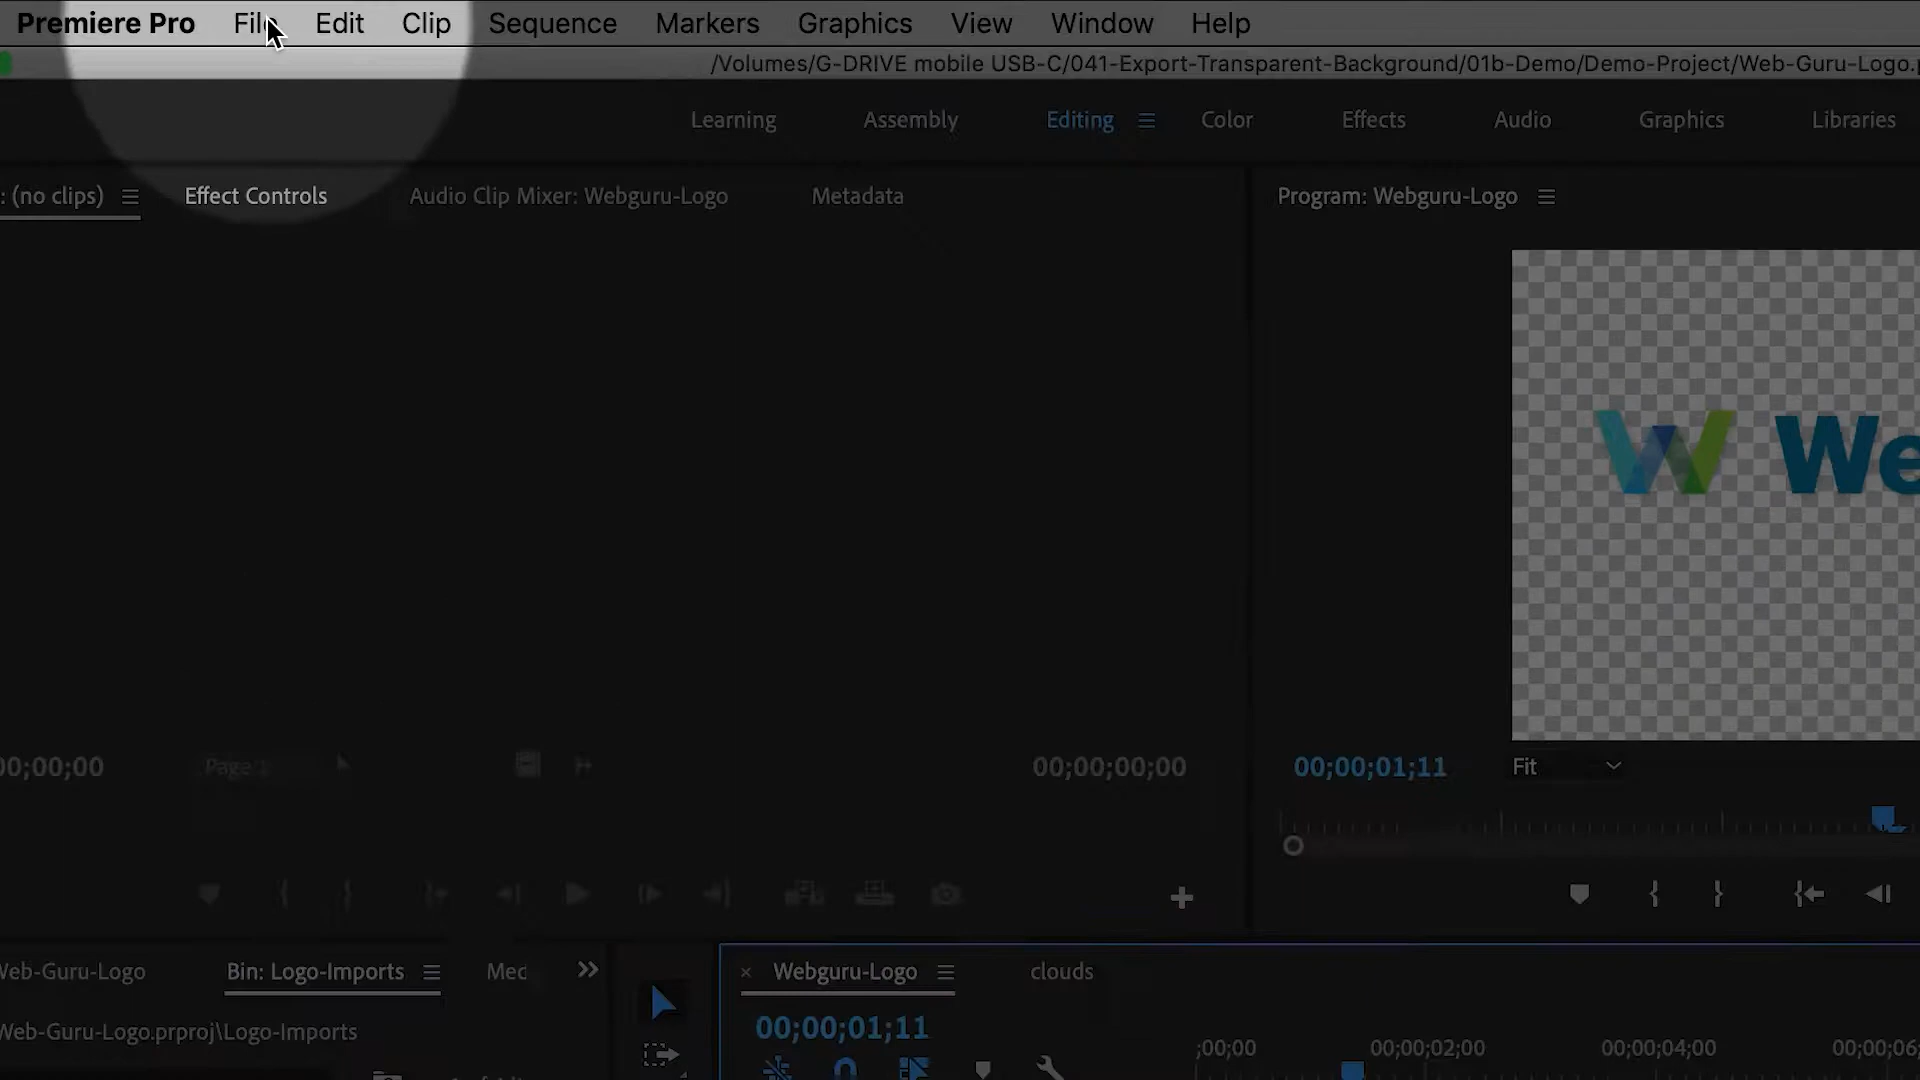 Premiere Pro File Edit Clip Sequence Markers Graphics View Window Help
/Volumes/G-DRIVE mobile USB-C/041-Export-Transparent-Background/01b-Demo/Demo-Project/Web-Guru-Logo.
Learning Assembly Editing Color Effects Audio Graphics Libraries
: (no clips) Effect Controls Audio Clip Mixer: Webguru-Logo Metadata Program: Webguru-Logo
W We
00;00;00 Page 00;00;00;00 00;00;01;11 Fit
Web-Guru-Logo Bin: Logo-Imports Med Webguru-Logo clouds
Web-Guru-Logo.prproj\Logo-Imports 00;00;01;11
;00;00 00;00;02;00 00;00;04;00 00;00;06;